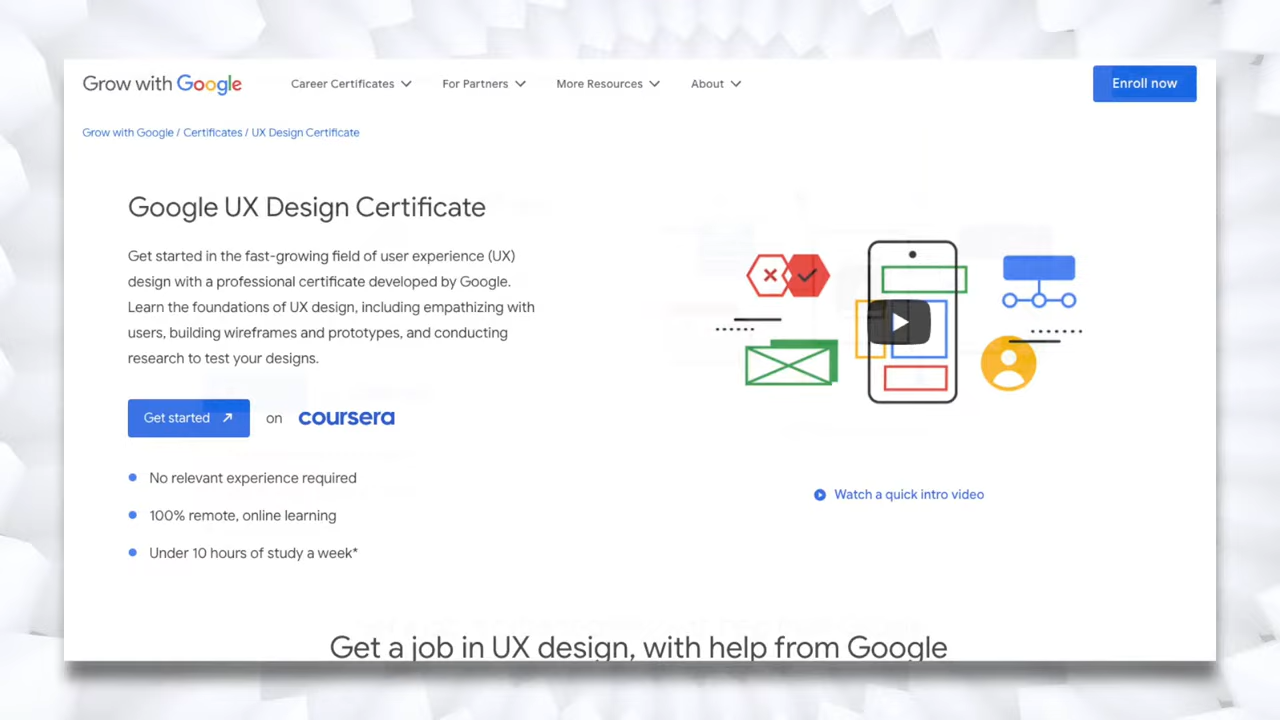 Grow with Google
Career Certificates
For Partners
More Resources
About
Enroll now
Grow with Google / Certificates / UX Design Certificate
Google UX Design Certificate
Get started in the fast-growing field of user experience (UX)
design with a professional certificate developed by Google.
Learn the foundations of UX design, including empathizing with
users, building wireframes and prototypes, and conducting
research to test your designs.
Get started on coursera
No relevant experience required
100% remote, online learning
Under 10 hours of study a week*
Watch a quick intro video
Get a job in UX design, with help from Google